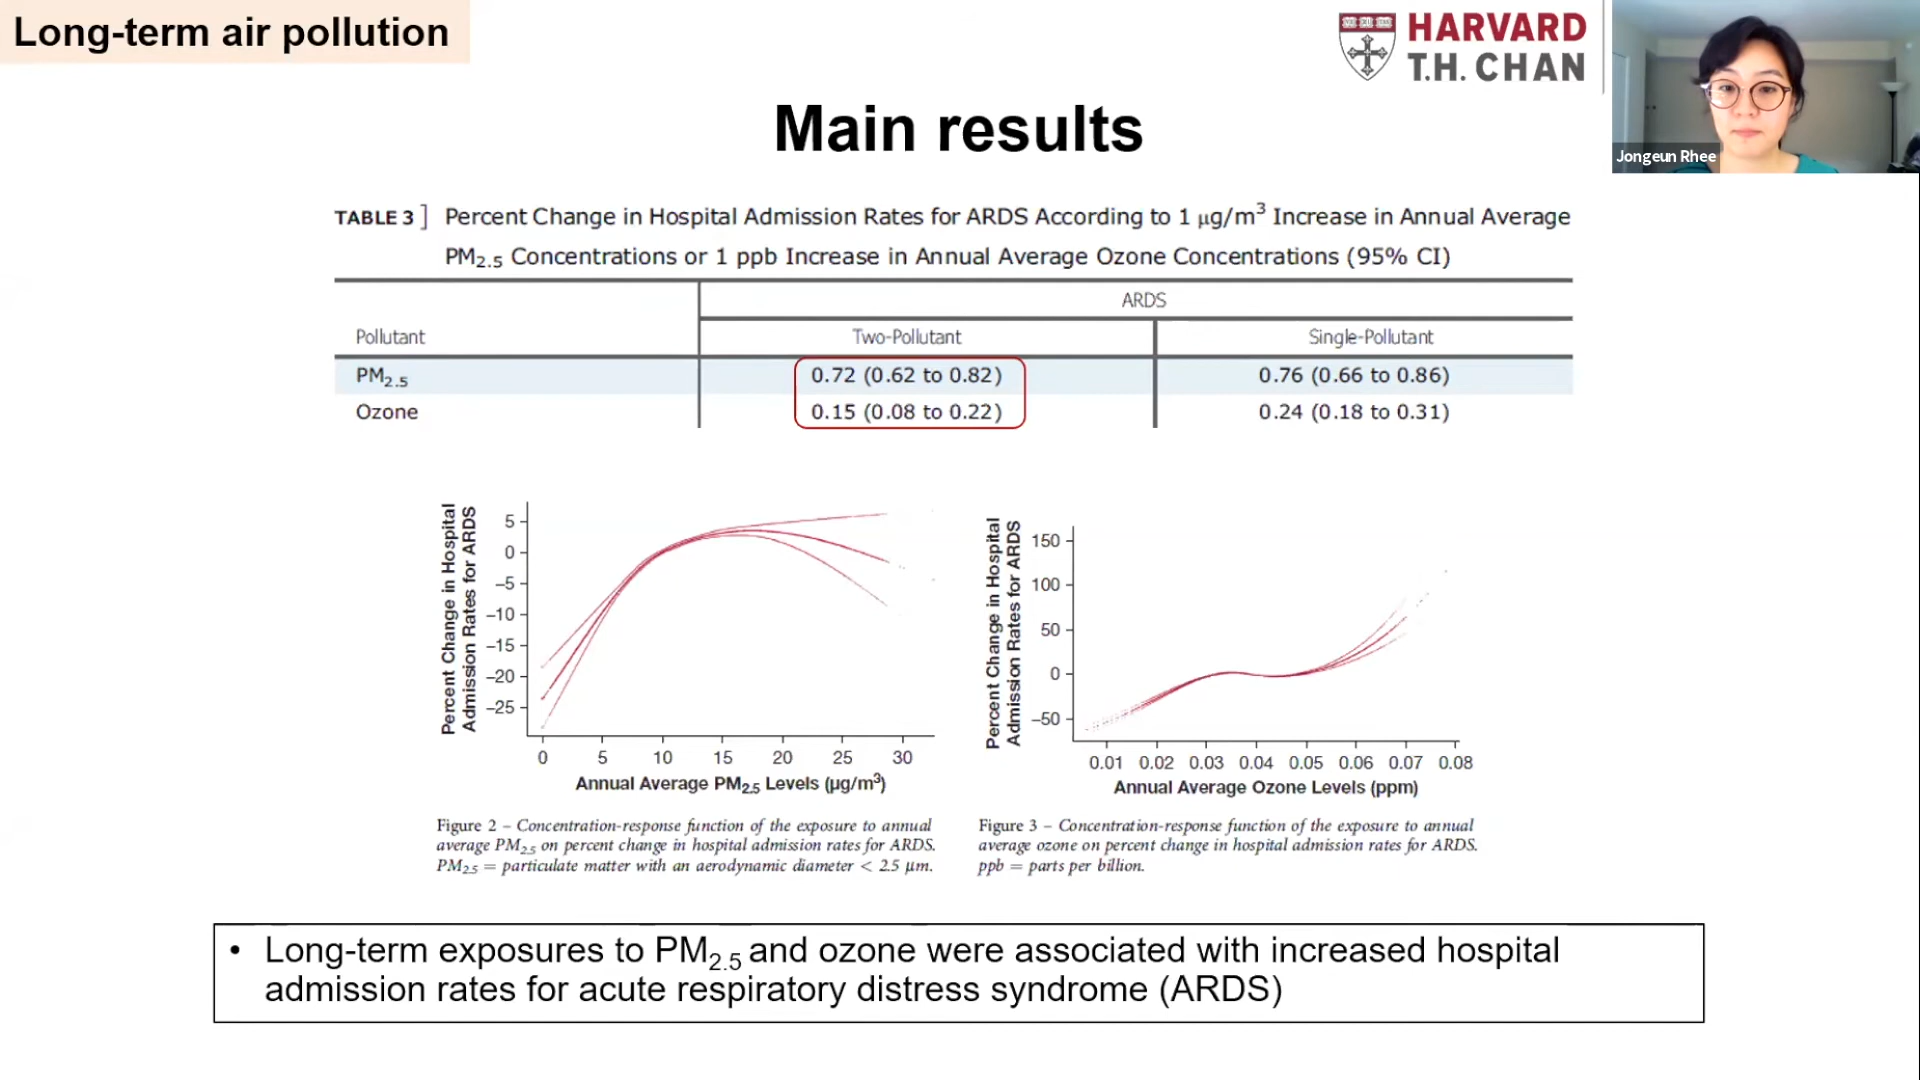 Long-term air pollution
HARVARD
T.H. CHAN
Jongeun Rhee
Main results
TABLE 3 ] Percent Change in Hospital Admission Rates for ARDS According to 1 μg/m³ Increase in Annual Average
PM2.5 Concentrations or 1 ppb Increase in Annual Average Ozone Concentrations (95% CI)
ARDS
Pollutant Two-Pollutant Single-Pollutant
PM2.5 0.72 (0.62 to 0.82) 0.76 (0.66 to 0.86)
Ozone 0.15 (0.08 to 0.22) 0.24 (0.18 to 0.31)
Percent Change in Hospital
Admission Rates for ARDS
5
0
–5
–10
–15
–20
–25
0 5 10 15 20 25 30
Annual Average PM2.5 Levels (μg/m³)
Figure 2 – Concentration-response function of the exposure to annual
average PM2.5 on percent change in hospital admission rates for ARDS.
PM2.5 = particulate matter with an aerodynamic diameter < 2.5 μm.
Percent Change in Hospital
Admission Rates for ARDS
150
100
50
0
–50
0.01 0.02 0.03 0.04 0.05 0.06 0.07 0.08
Annual Average Ozone Levels (ppm)
Figure 3 – Concentration-response function of the exposure to annual
average ozone on percent change in hospital admission rates for ARDS.
ppb = parts per billion.
• Long-term exposures to PM2.5 and ozone were associated with increased hospital
admission rates for acute respiratory distress syndrome (ARDS)